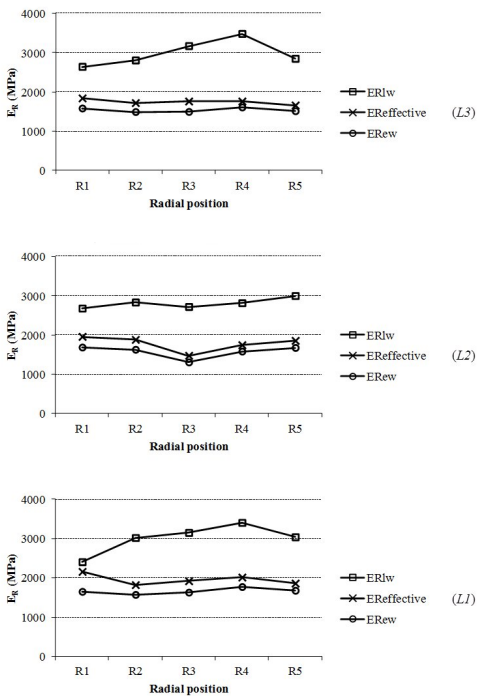 4000
3000
2000
1000
0
E_R (MPa)
R1 R2 R3 R4 R5
Radial position
ERlw
EReffective
ERew
(L3)
4000
3000
2000
1000
0
E_R (MPa)
R1 R2 R3 R4 R5
Radial position
ERlw
EReffective
ERew
(L2)
4000
3000
2000
1000
0
E_R (MPa)
R1 R2 R3 R4 R5
Radial position
ERlw
EReffective
ERew
(L1)